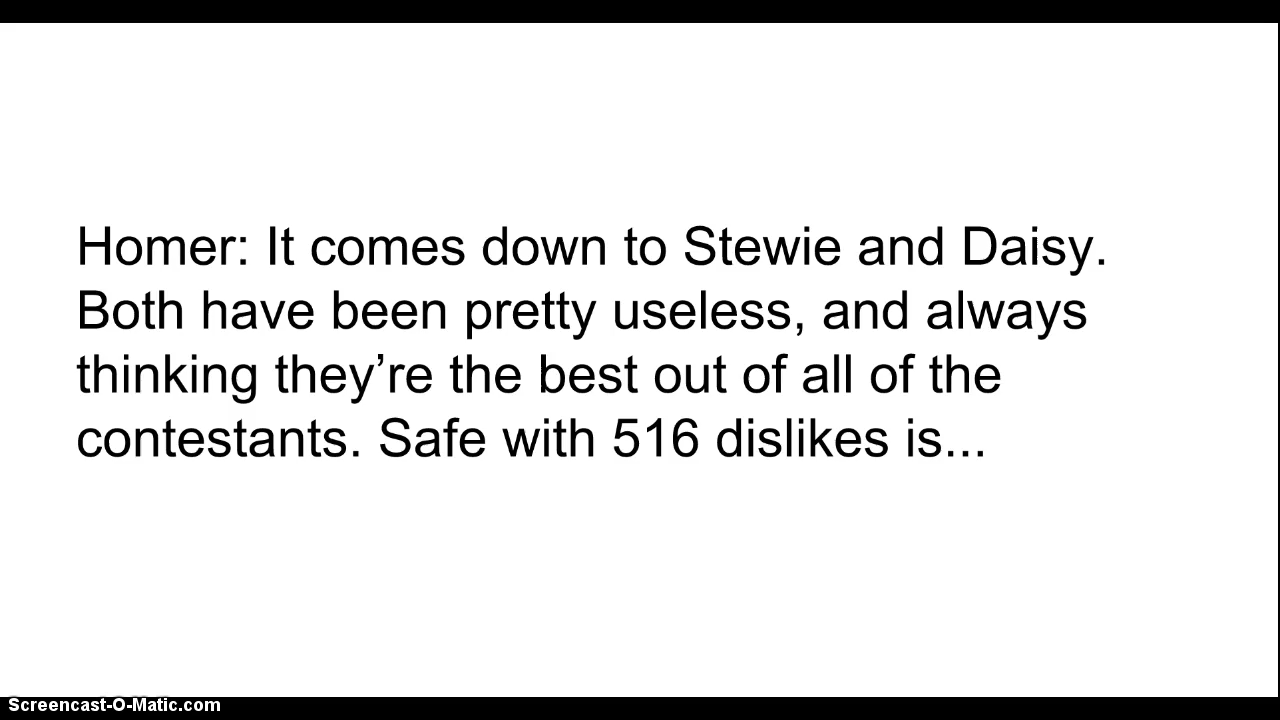 Homer: It comes down to Stewie and Daisy.
Both have been pretty useless, and always
thinking they’re the best out of all of the
contestants. Safe with 516 dislikes is...
Screencast-O-Matic.com